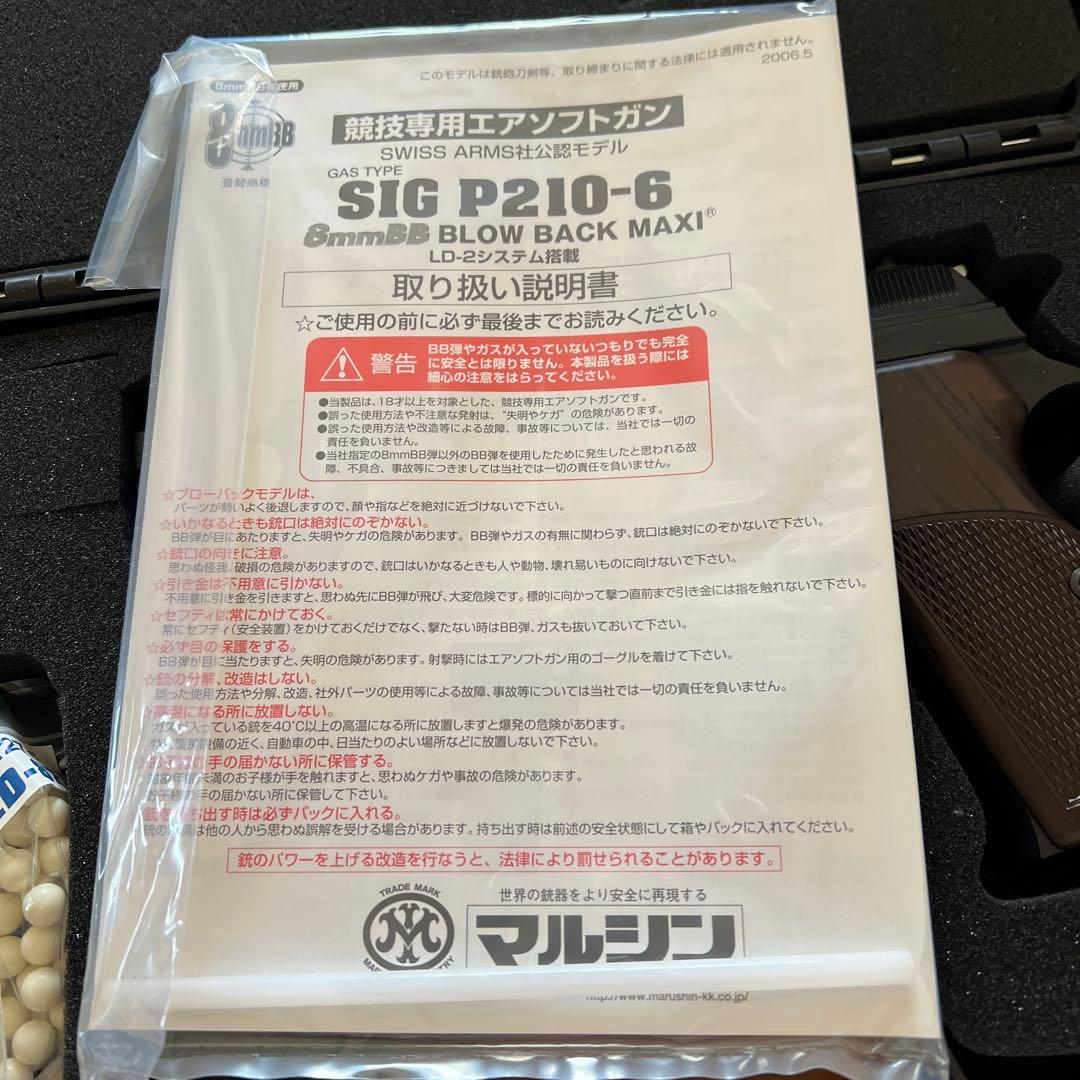 このモデルは銃砲刀剣等、取り締まりに関する法律には適用されません。
2006.5
8mmBB
登録商標
競技専用エアソフトガン
SWISS ARMS社公認モデル
GAS TYPE
SIG P210-6
8mmBB BLOW BACK MAXI®
LD-2システム搭載
取り扱い説明書
☆ご使用の前に必ず最後までお読みください。
警告
BB弾やガスが入っていないつもりでも完全
に安全とは限りません。本製品を扱う際には
細心の注意をはらってください。
●当製品は、18才以上を対象とした、競技専用エアソフトガンです。
●誤った使用方法や不注意な発射は、“失明やケガ”の危険があります。
●誤った使用方法や改造等による故障、事故等については、当社では一切の
責任を負いません。
●当社指定の8mmBB弾以外のBB弾を使用したために発生したと思われる故
障、不具合、事故等につきましては当社では一切の責任を負いません。
☆ブローバックモデルは、
パーツが勢いよく後退しますので、顔や指などを絶対に近づけないで下さい。
☆いかなるときも銃口は絶対にのぞかない。
BB弾が目にあたりますと、失明やケガの危険があります。BB弾やガスの有無に関わらず、銃口は絶対にのぞかないで下さい。
☆銃口の向きに注意。
思わぬ怪我、破損の危険がありますので、銃口はいかなるときも人や動物、壊れ易いものに向けないで下さい。
☆引き金は不用意に引かない。
不用意に引き金を引きますと、思わぬ先にBB弾が飛び、大変危険です。標的に向かって撃つ直前まで引き金には指を触れないで下さい。
☆セフティは常にかけておく。
常にセフティ(安全装置)をかけておくだけでなく、撃たない時はBB弾、ガスも抜いておいて下さい。
☆必ず目の保護をする。
BB弾が目に当たりますと、失明の危険があります。射撃時にはエアソフトガン用のゴーグルを着けて下さい。
☆銃の分解、改造はしない。
誤った使用方法や分解、改造、社外パーツの使用等による故障、事故等については当社では一切の責任を負いません。
☆高温になる所に放置しない。
ガスが入っている銃を40℃以上の高温になる所に放置しますと爆発の危険があります。
特に暖房設備の近く、自動車の中、日当たりのよい場所などに放置しないで下さい。
☆お子様の手の届かない所に保管する。
対象年齢未満のお子様が手を触れますと、思わぬケガや事故の危険があります。
お子様の手の届かない所に保管して下さい。
☆銃を持ち出す時は必ずバックに入れる。
銃の は他の人から思わぬ誤解を受ける場合があります。持ち出す時は前述の安全状態にして箱やバックに入れてください。
銃のパワーを上げる改造を行なうと、法律により罰せられることがあります。
TRADE MARK
世界の銃器をより安全に再現する
マルシン
http://www.marushin-kk.co.jp/